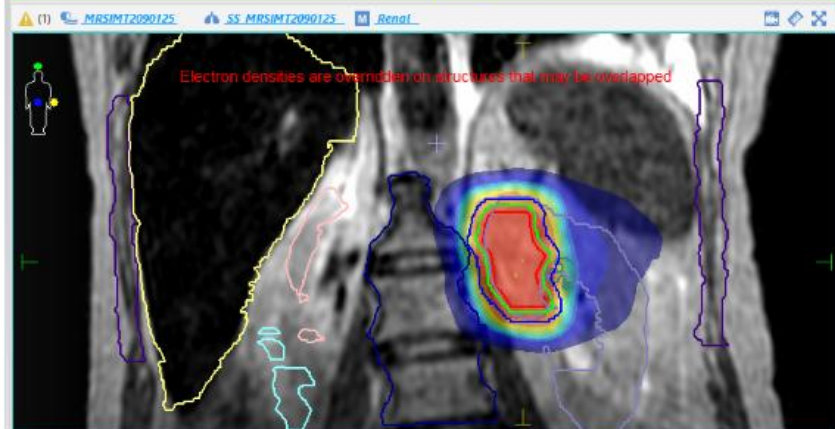 (1) MRSIMT2090125 SS_MRSIMT2090125 M Renal
Electron densities are overridden on structures that may be overlapped